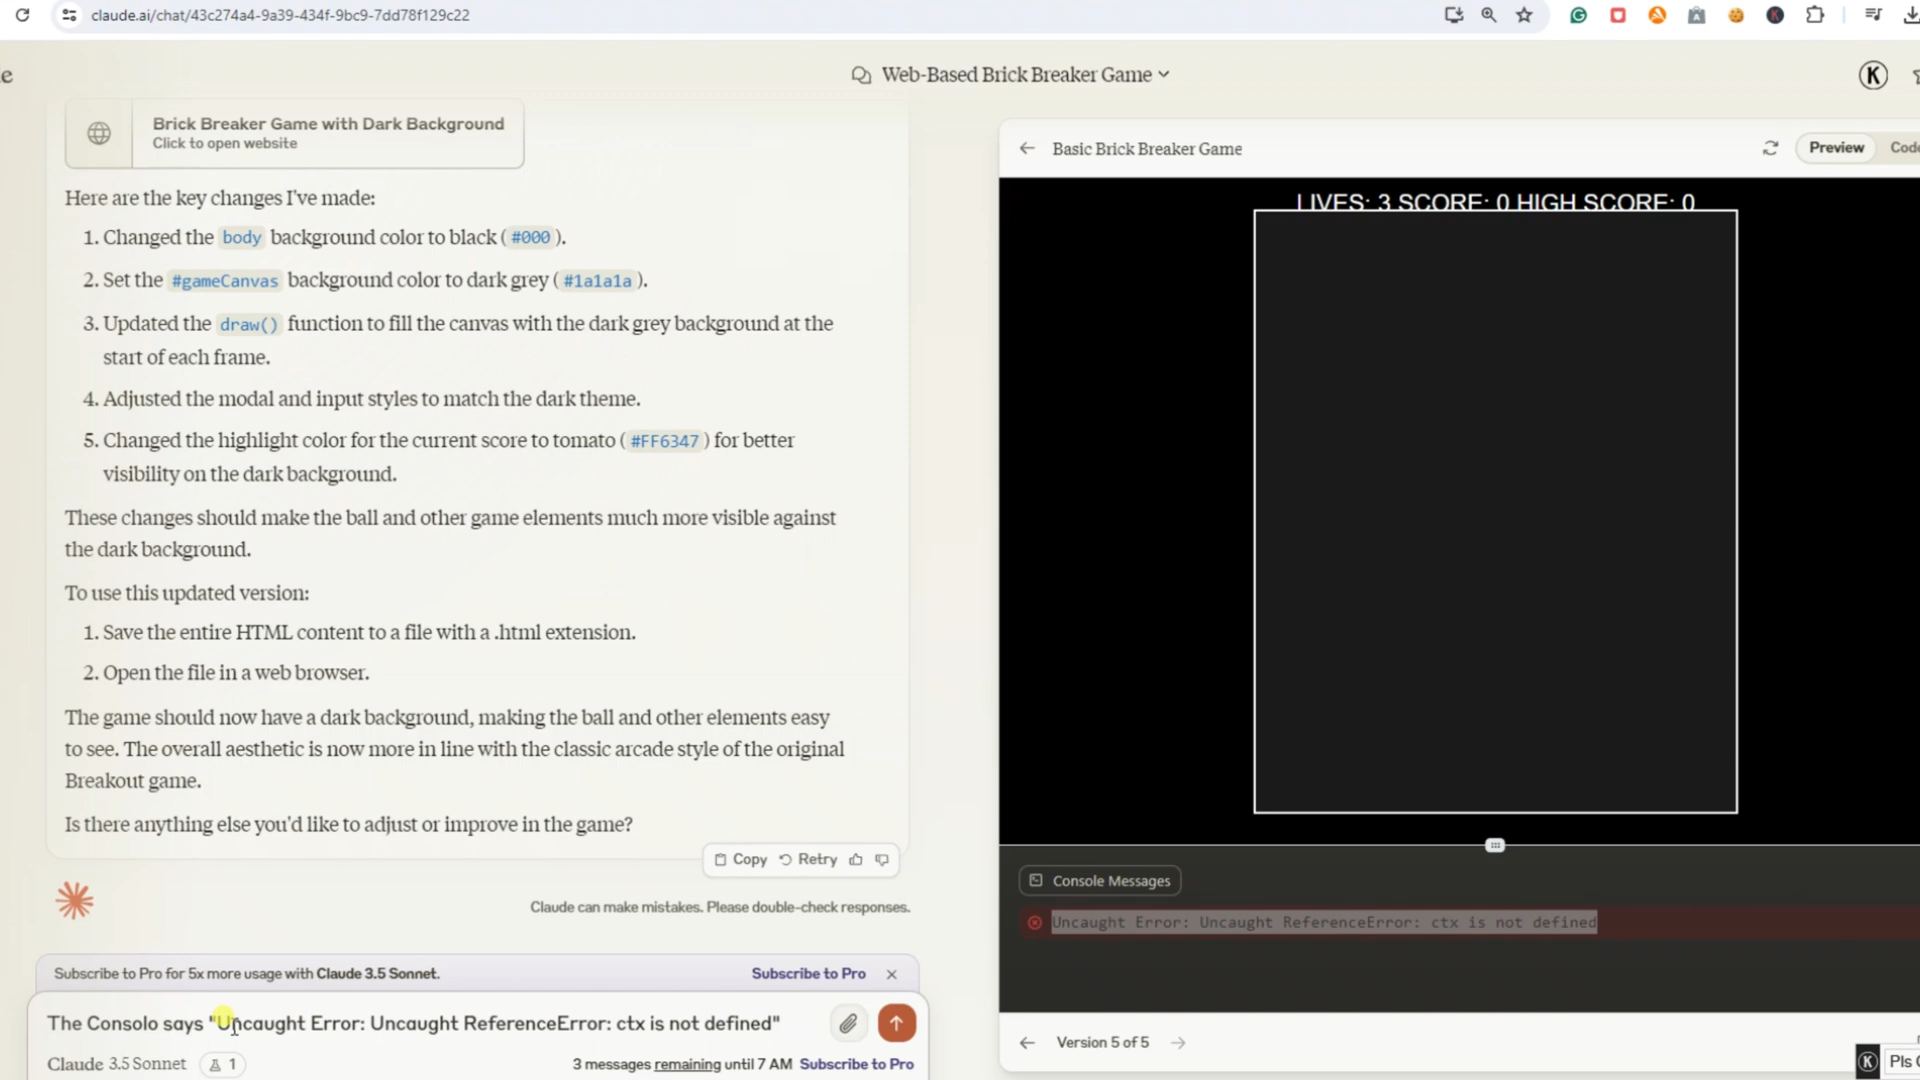 claude.ai/chat/43c274a4-9a39-434f-9bc9-7dd78f129c22
Web-Based Brick Breaker Game
K
Brick Breaker Game with Dark Background
Click to open website
Here are the key changes I've made:
1. Changed the body background color to black (#000).
2. Set the #gameCanvas background color to dark grey (#1a1a1a).
3. Updated the draw() function to fill the canvas with the dark grey background at the
start of each frame.
4. Adjusted the modal and input styles to match the dark theme.
5. Changed the highlight color for the current score to tomato (#FF6347) for better
visibility on the dark background.
These changes should make the ball and other game elements much more visible against
the dark background.
To use this updated version:
1. Save the entire HTML content to a file with a .html extension.
2. Open the file in a web browser.
The game should now have a dark background, making the ball and other elements easy
to see. The overall aesthetic is now more in line with the classic arcade style of the original
Breakout game.
Is there anything else you'd like to adjust or improve in the game?
Copy Retry
Claude can make mistakes. Please double-check responses.
Subscribe to Pro for 5x more usage with Claude 3.5 Sonnet. Subscribe to Pro
The Consolo says "Uncaught Error: Uncaught ReferenceError: ctx is not defined"
Claude 3.5 Sonnet 1 3 messages remaining until 7 AM Subscribe to Pro
Basic Brick Breaker Game Preview Code
LIVES: 3 SCORE: 0 HIGH SCORE: 0
Console Messages
Uncaught Error: Uncaught ReferenceError: ctx is not defined
Version 5 of 5
K Pls